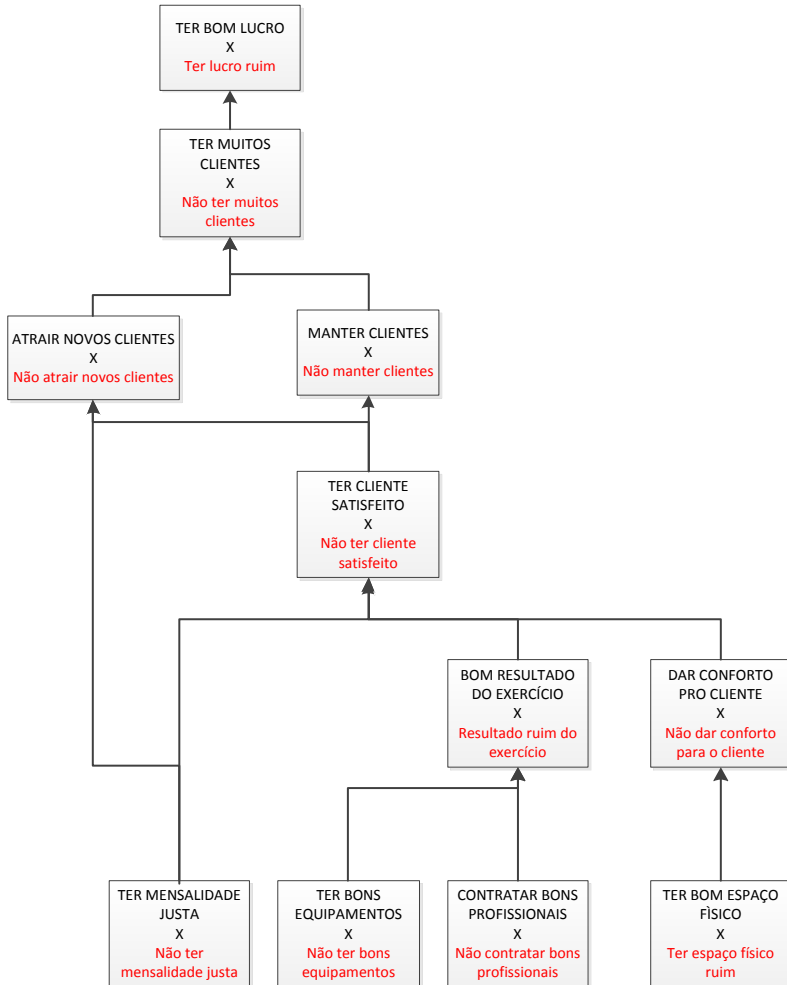 TER BOM LUCRO
X
Ter lucro ruim
TER MUITOS
CLIENTES
X
Não ter muitos
clientes
ATRAIR NOVOS CLIENTES
X
Não atrair novos clientes
MANTER CLIENTES
X
Não manter clientes
TER CLIENTE
SATISFEITO
X
Não ter cliente
satisfeito
BOM RESULTADO
DO EXERCÍCIO
X
Resultado ruim do
exercício
DAR CONFORTO
PRO CLIENTE
X
Não dar conforto
para o cliente
TER MENSALIDADE
JUSTA
X
Não ter
mensalidade justa
TER BONS
EQUIPAMENTOS
X
Não ter bons
equipamentos
CONTRATAR BONS
PROFISSIONAIS
X
Não contratar bons
profissionais
TER BOM ESPAÇO
FÌSICO
X
Ter espaço físico
ruim